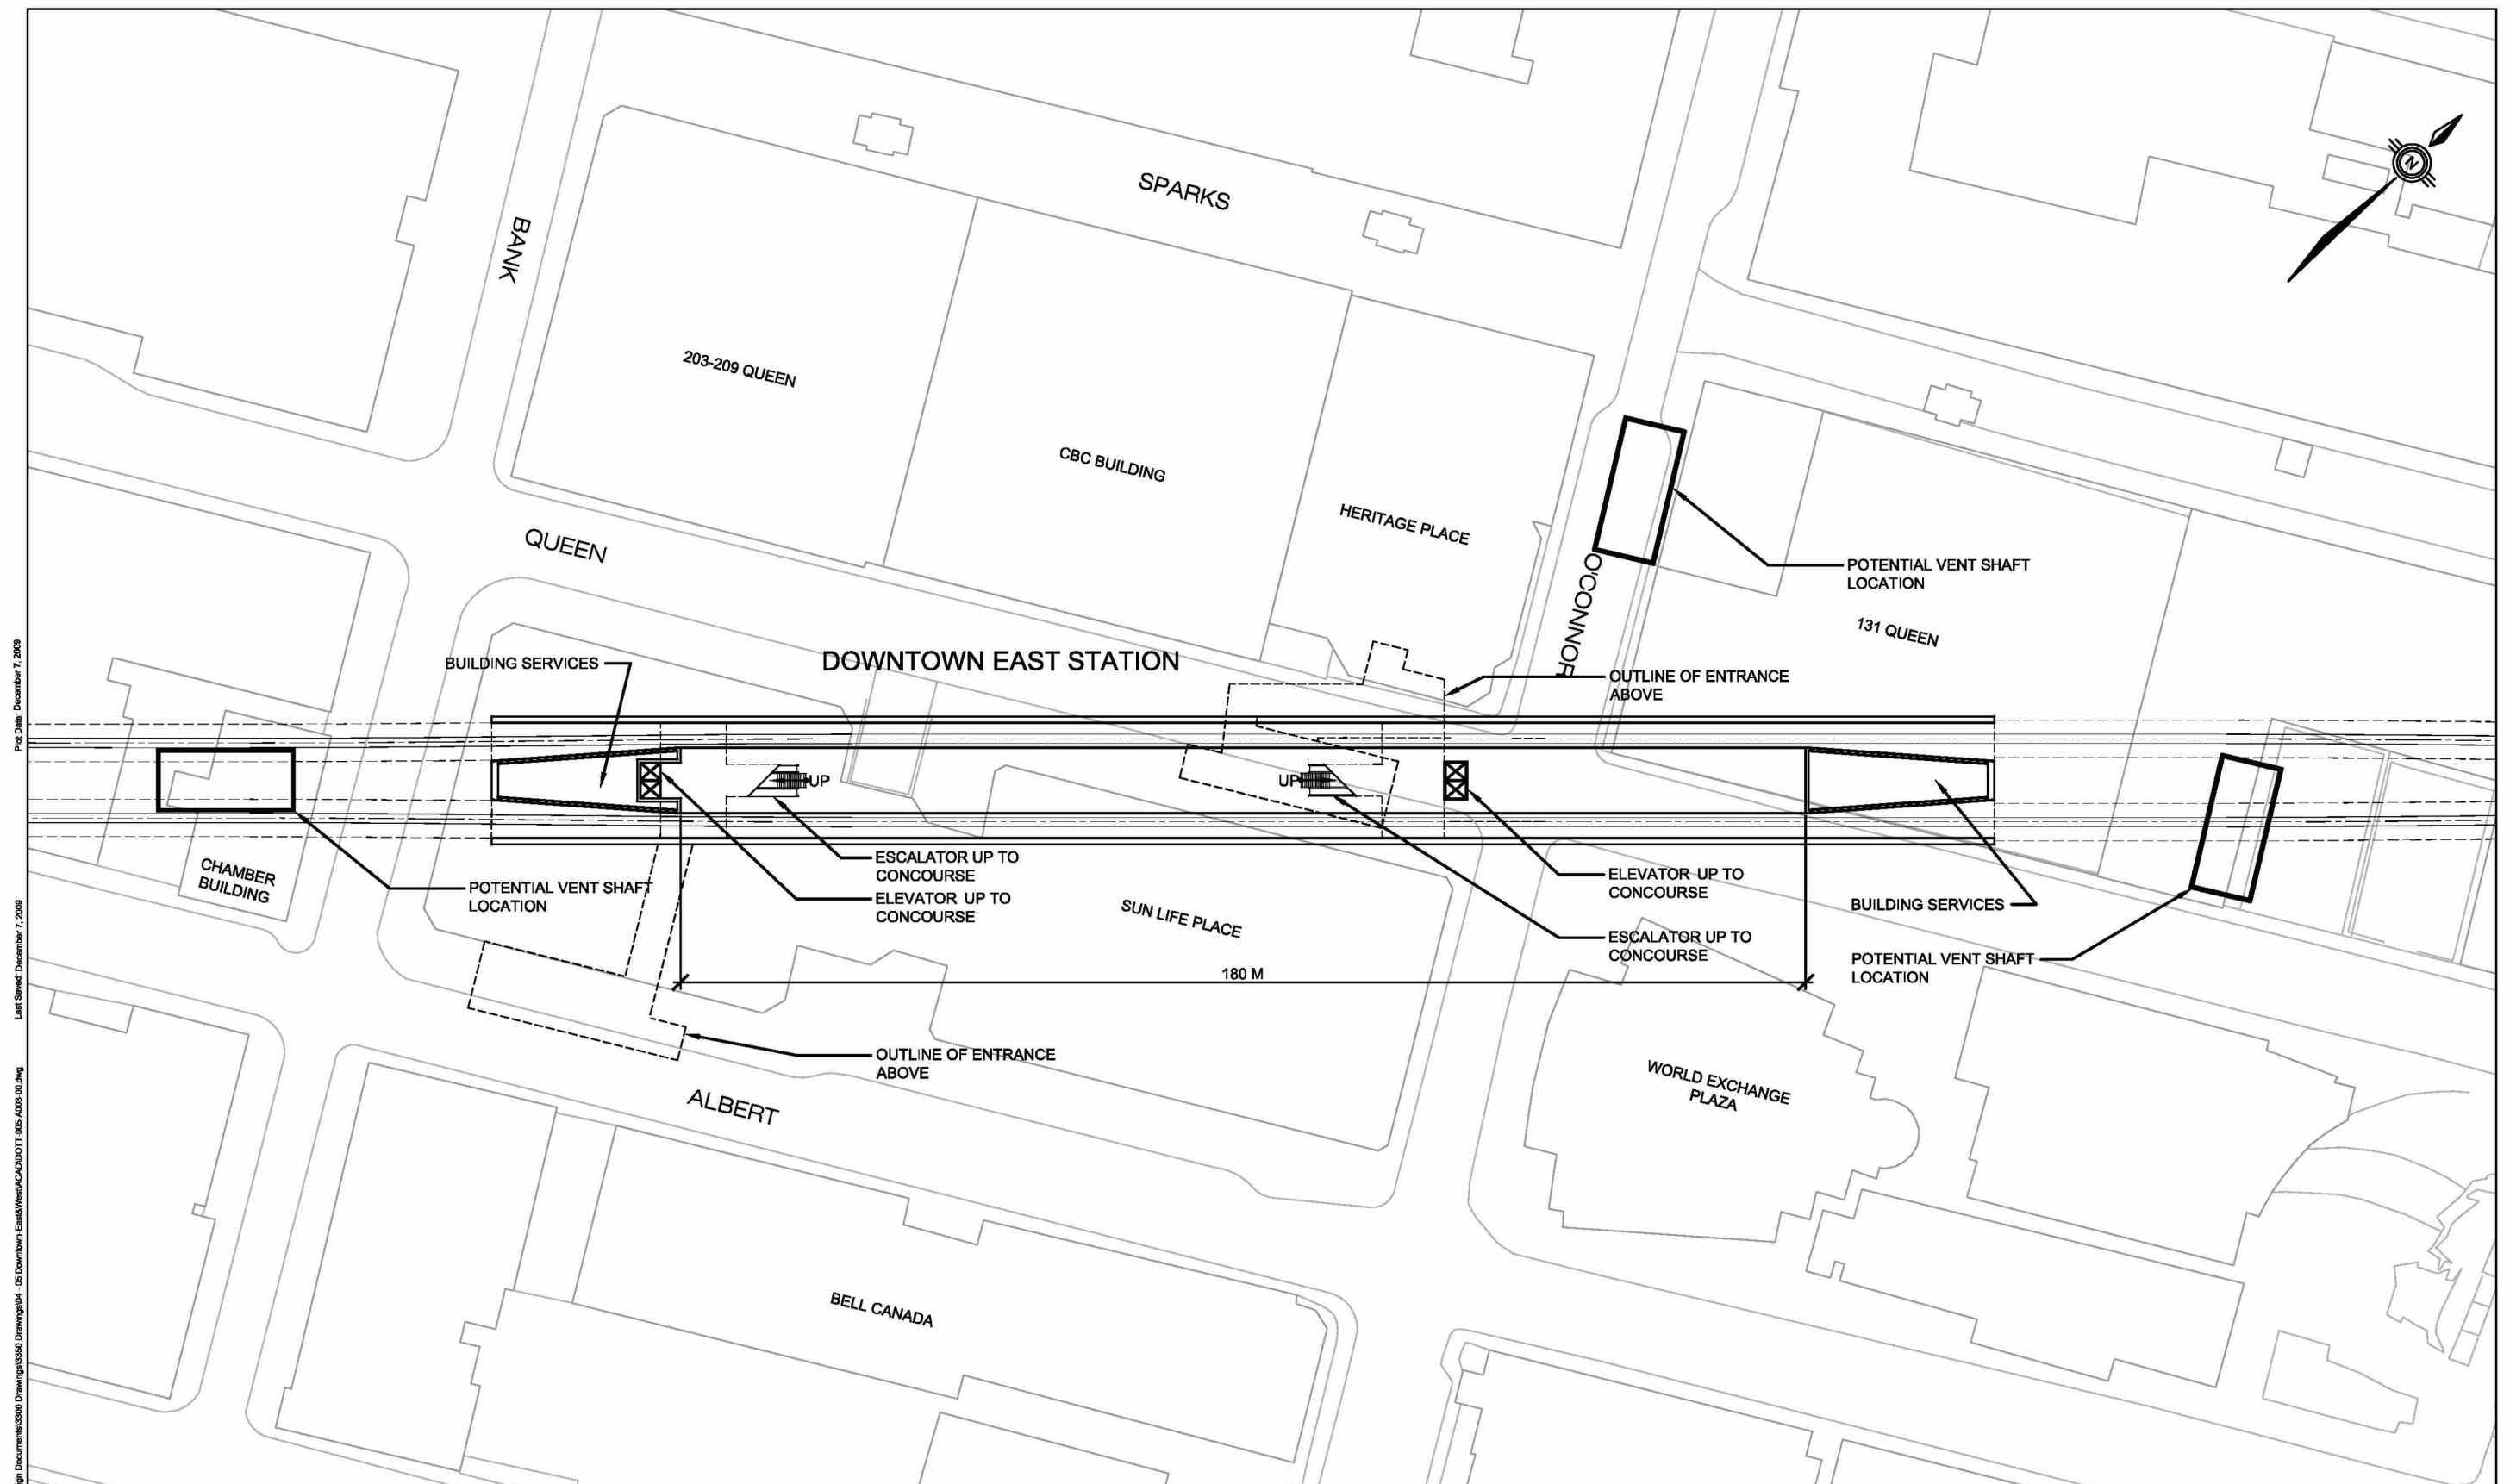 SPARKS
N
BANK
203-209 QUEEN
CBC BUILDING
HERITAGE PLACE
QUEEN
O'CONNOR
POTENTIAL VENT SHAFT
LOCATION
131 QUEEN
BUILDING SERVICES
DOWNTOWN EAST STATION
OUTLINE OF ENTRANCE
ABOVE
UP
UP
CHAMBER
BUILDING
POTENTIAL VENT SHAFT
LOCATION
ESCALATOR UP TO
CONCOURSE
ELEVATOR UP TO
CONCOURSE
SUN LIFE PLACE
ELEVATOR UP TO
CONCOURSE
ESCALATOR UP TO
CONCOURSE
BUILDING SERVICES
POTENTIAL VENT SHAFT
LOCATION
180 M
OUTLINE OF ENTRANCE
ABOVE
ALBERT
WORLD EXCHANGE
PLAZA
BELL CANADA
Plot Date: December 7, 2009
Last Saved: December 7, 2009